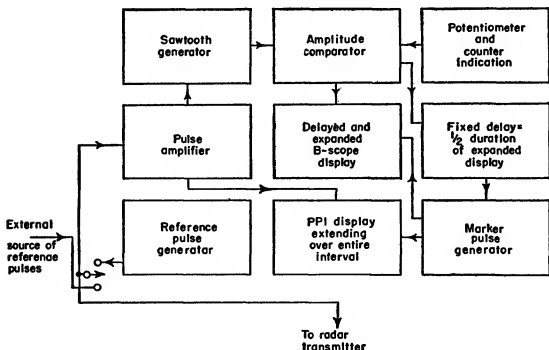 Sawtooth
generator
Amplitude
comparator
Potentiometer
and
counter
Indication
Pulse
amplifier
Delayed and
expanded
B-scope
display
Fixed delay=
1/2 duration
of expanded
display
External
source of
reference
pulses
Reference
pulse
generator
PPI display
extending
over entire
interval
Marker
pulse
generator
To radar
transmitter